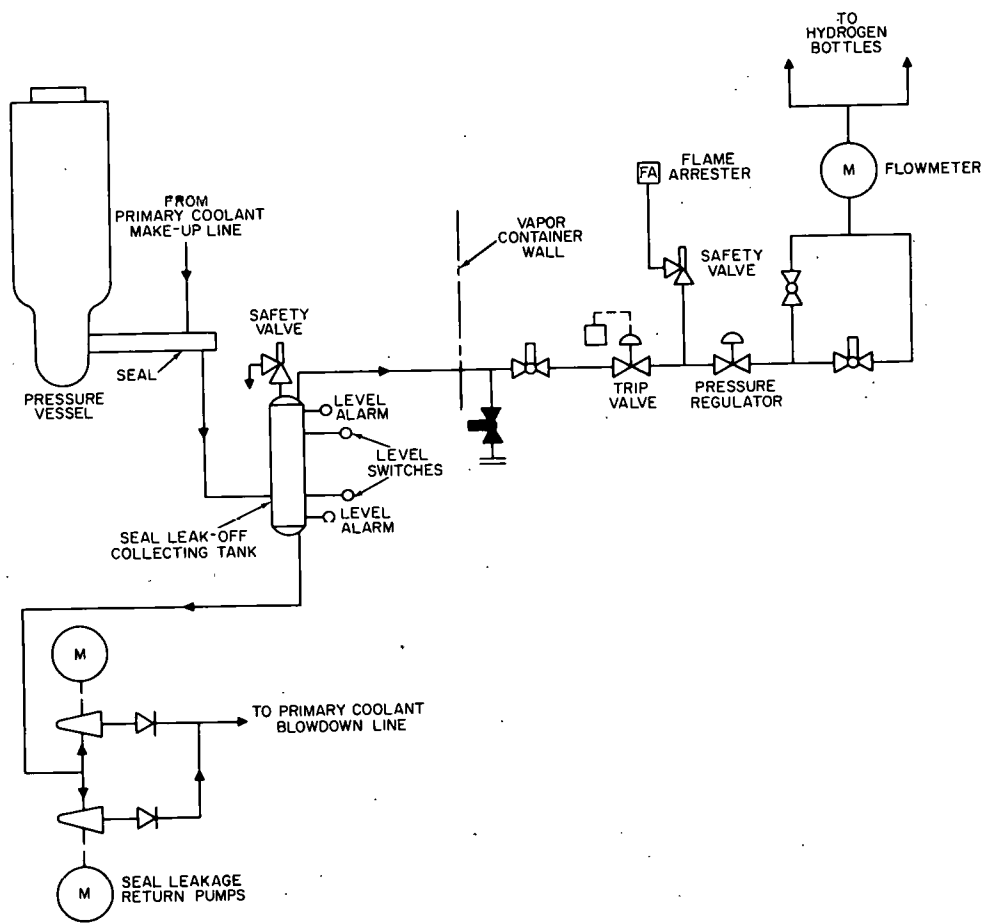 TO
HYDROGEN
BOTTLES
M
FLOWMETER
FA
FLAME
ARRESTER
FROM
PRIMARY COOLANT
MAKE-UP LINE
VAPOR
CONTAINER
WALL
SAFETY
VALVE
SAFETY
VALVE
SEAL
PRESSURE
VESSEL
TRIP
VALVE
PRESSURE
REGULATOR
LEVEL
ALARM
LEVEL
SWITCHES
LEVEL
ALARM
SEAL LEAK-OFF
COLLECTING TANK
M
TO PRIMARY COOLANT
BLOWDOWN LINE
M
SEAL LEAKAGE
RETURN PUMPS